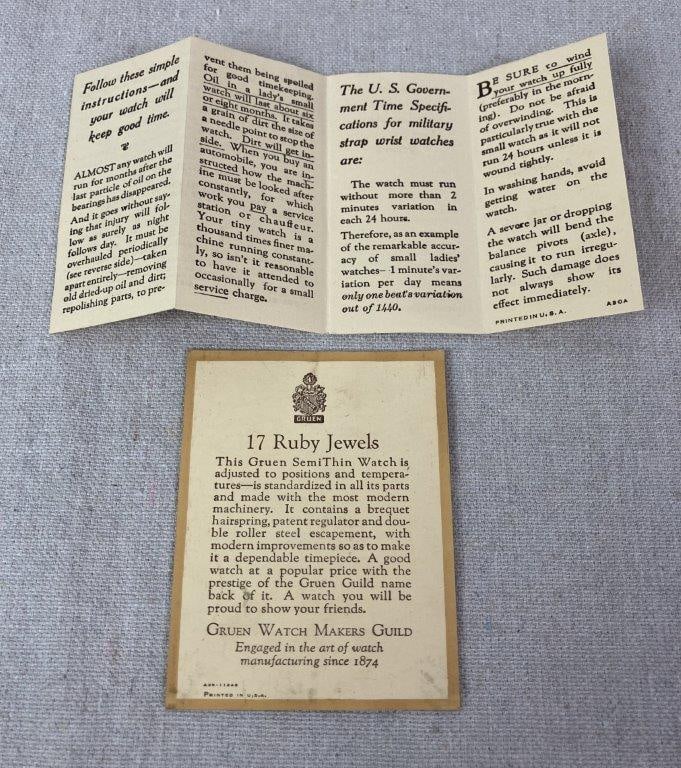 Follow these simple
instructions—and
your watch will
keep good time.
ALMOST any watch will
run for months after the
last particle of oil on the
bearings has disappeared.
And it goes without say-
ing that injury will fol-
low as surely as night
follows day. It must be
overhauled periodically
(see reverse side)—taken
apart entirely—removing
old dried-up oil and dirt;
repolishing parts, to pre-
vent them being spoiled
for good timekeeping.
Oil in a lady's small
watch will last about six
or eight months. It takes
a grain of dirt the size of
a needle point to stop the
watch. Dirt will get in-
side. When you buy an
automobile, you are in-
structed how the mach-
ine must be looked after
constantly, for which
work you pay a service
station or chauffeur.
Your tiny watch is a
thousand times finer ma-
chine running constant-
ly, so isn't it reasonable
to have it attended to
occasionally for a small
service charge.
The U. S. Govern-
ment Time Specifi-
cations for military
strap wrist watches
are:
The watch must run
without more than 2
minutes variation in
each 24 hours.
Therefore, as an example
of the remarkable accur-
acy of small ladies'
watches—1 minute's var-
iation per day means
only one beat's variation
out of 1440.
BE SURE to wind
your watch up fully
(preferably in the morn-
ing). Do not be afraid
of overwinding. This is
particularly true with the
small watch as it will not
run 24 hours unless it is
wound tightly.
In washing hands, avoid
getting water on the
watch.
A severe jar or dropping
the watch will bend the
balance pivots (axle),
causing it to run irregu-
larly. Such damage does
not always show its
effect immediately.
PRINTED IN U. S. A.
GRUEN
17 Ruby Jewels
This Gruen SemiThin Watch is
adjusted to positions and tempera-
tures—is standardized in all its parts
and made with the most modern
machinery. It contains a brequet
hairspring, patent regulator and dou-
ble roller steel escapement, with
modern improvements so as to make
it a dependable timepiece. A good
watch at a popular price with the
prestige of the Gruen Guild name
back of it. A watch you will be
proud to show your friends.
GRUEN WATCH MAKERS GUILD
Engaged in the art of watch
manufacturing since 1874
PRINTED IN U.S.A.